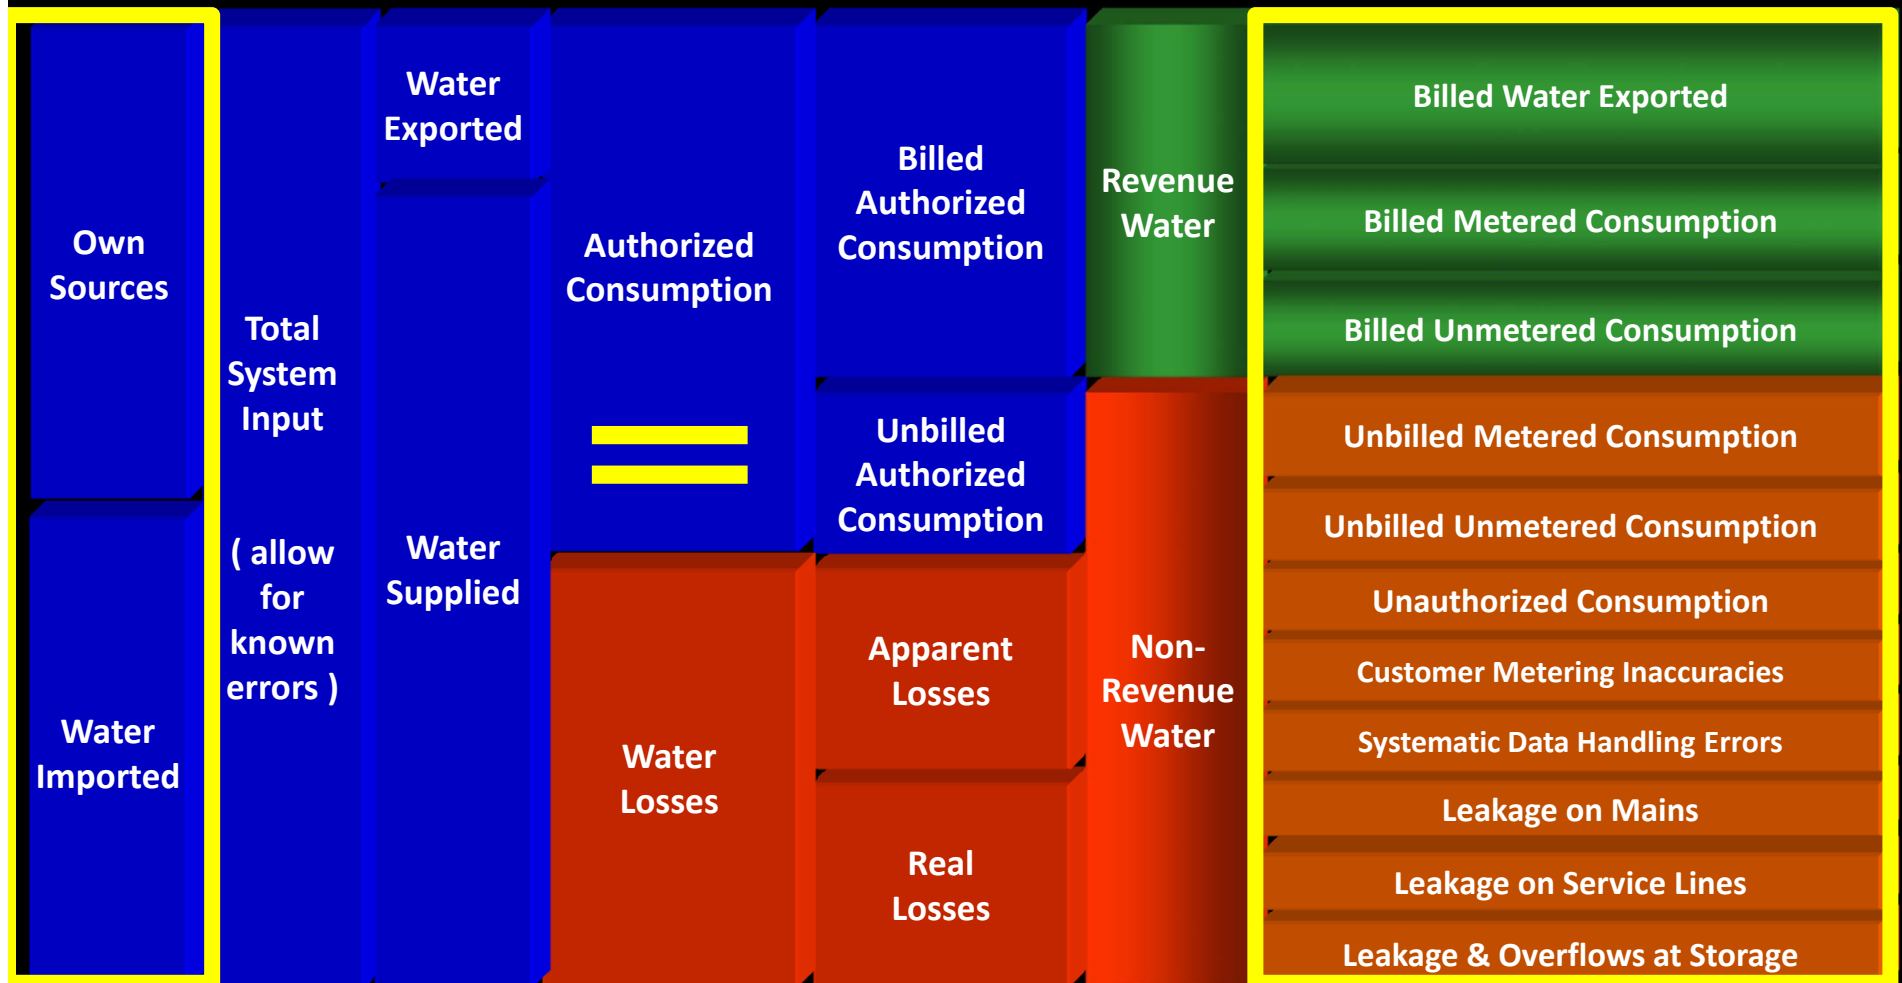 Own
Sources
Water
Imported
Total
System
Input
( allow
for
known
errors )
Water
Exported
Water
Supplied
Authorized
Consumption
Water
Losses
Billed
Authorized
Consumption
Unbilled
Authorized
Consumption
Apparent
Losses
Real
Losses
Revenue
Water
Non-
Revenue
Water
Billed Water Exported
Billed Metered Consumption
Billed Unmetered Consumption
Unbilled Metered Consumption
Unbilled Unmetered Consumption
Unauthorized Consumption
Customer Metering Inaccuracies
Systematic Data Handling Errors
Leakage on Mains
Leakage on Service Lines
Leakage & Overflows at Storage